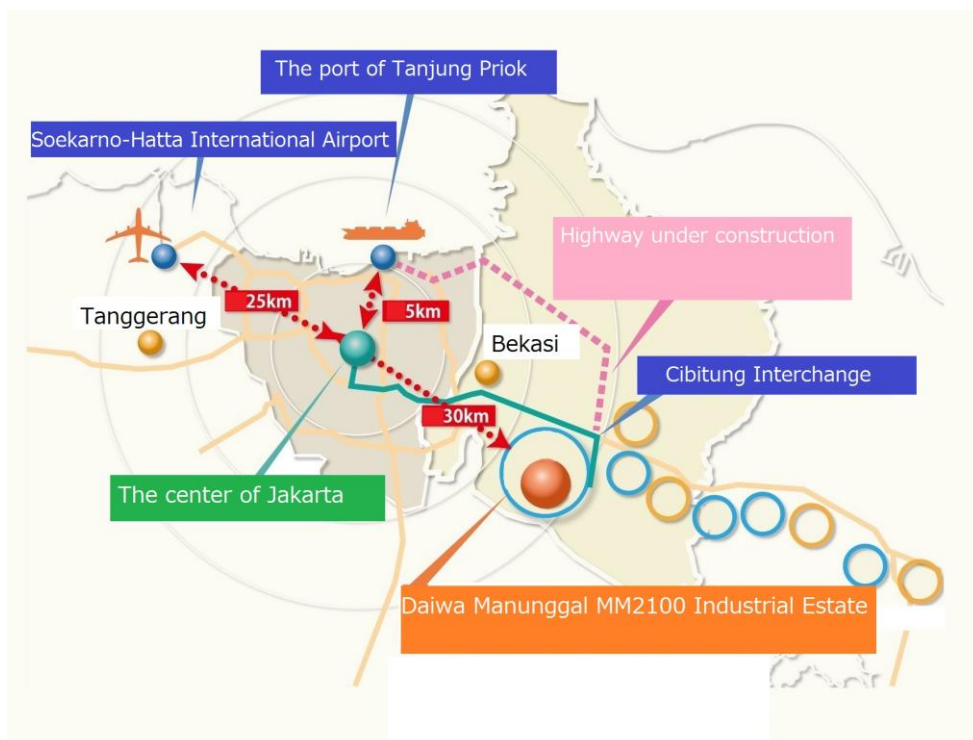 The port of Tanjung Priok
Soekarno-Hatta International Airport
Highway under construction
25km
5km
Tanggerang
Bekasi
Cibitung Interchange
30km
The center of Jakarta
Daiwa Manunggal MM2100 Industrial Estate